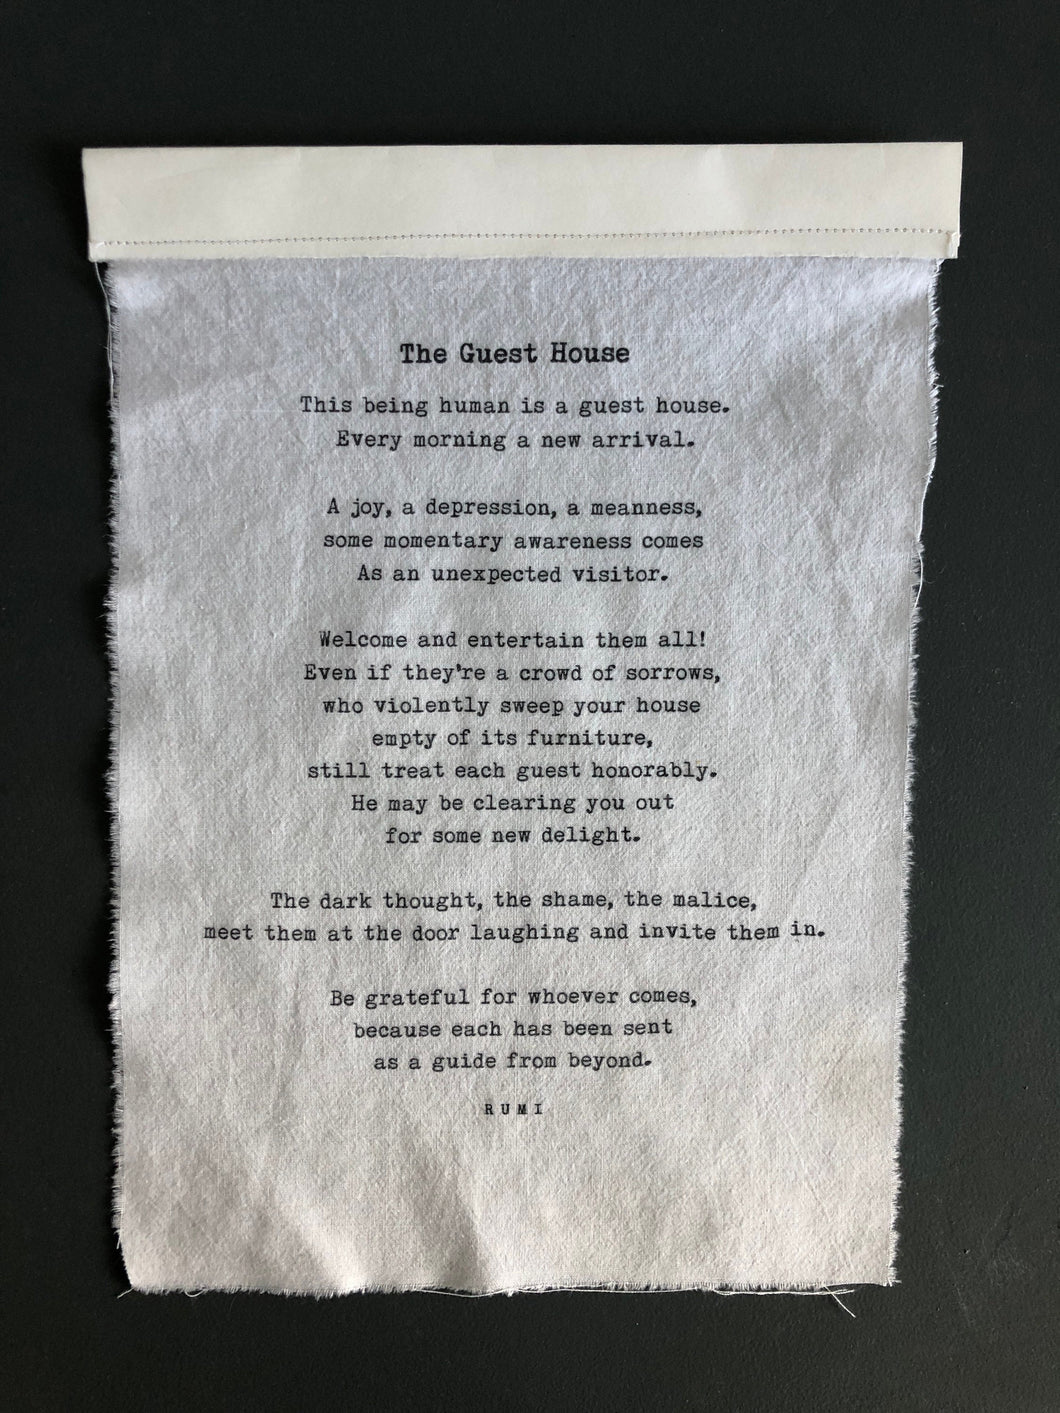 The Guest House
This being human is a guest house.
Every morning a new arrival.
A joy, a depression, a meanness,
some momentary awareness comes
As an unexpected visitor.
Welcome and entertain them all!
Even if they're a crowd of sorrows,
who violently sweep your house
empty of its furniture,
still treat each guest honorably.
He may be clearing you out
for some new delight.
The dark thought, the shame, the malice,
meet them at the door laughing and invite them in.
Be grateful for whoever comes,
because each has been sent
as a guide from beyond.
RUMI